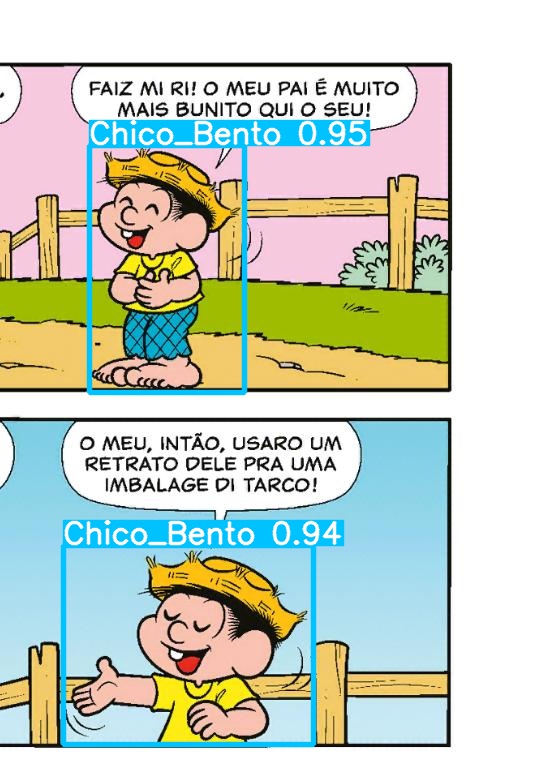 FAIZ MI RI! O MEU PAI É MUITO
MAIS BUNITO QUI O SEU!
Chico_Bento 0.95
O MEU, INTÃO, USARO UM
RETRATO DELE PRA UMA
IMBALAGE DI TARCO!
Chico_Bento 0.94